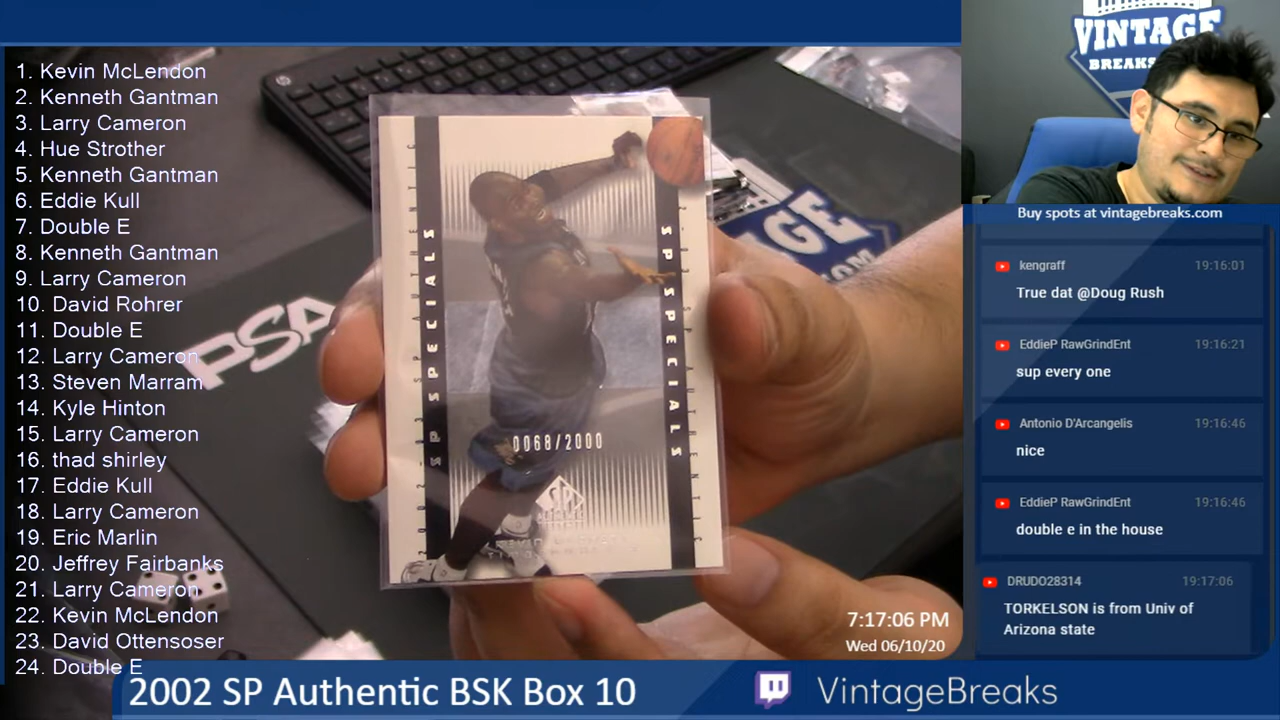 1. Kevin McLendon
2. Kenneth Gantman
3. Larry Cameron
4. Hue Strother
5. Kenneth Gantman
6. Eddie Kull
7. Double E
8. Kenneth Gantman
9. Larry Cameron
10. David Rohrer
11. Double E
12. Larry Cameron
13. Steven Marram
14. Kyle Hinton
15. Larry Cameron
16. thad shirley
17. Eddie Kull
18. Larry Cameron
19. Eric Marlin
20. Jeffrey Fairbanks
21. Larry Cameron
22. Kevin McLendon
23. David Ottensoser
24. Double E
PSA
SP SPECIALS
SP SPECIALS
0068/2000
SP
VINTAGE
BREAKS
Buy spots at vintagebreaks.com
kengraff 19:16:01
True dat @Doug Rush
EddieP RawGrindEnt 19:16:21
sup every one
Antonio D'Arcangelis 19:16:46
nice
EddieP RawGrindEnt 19:16:46
double e in the house
DRUDO28314 19:17:06
TORKELSON is from Univ of
Arizona state
7:17:06 PM
Wed 06/10/20
2002 SP Authentic BSK Box 10
VintageBreaks